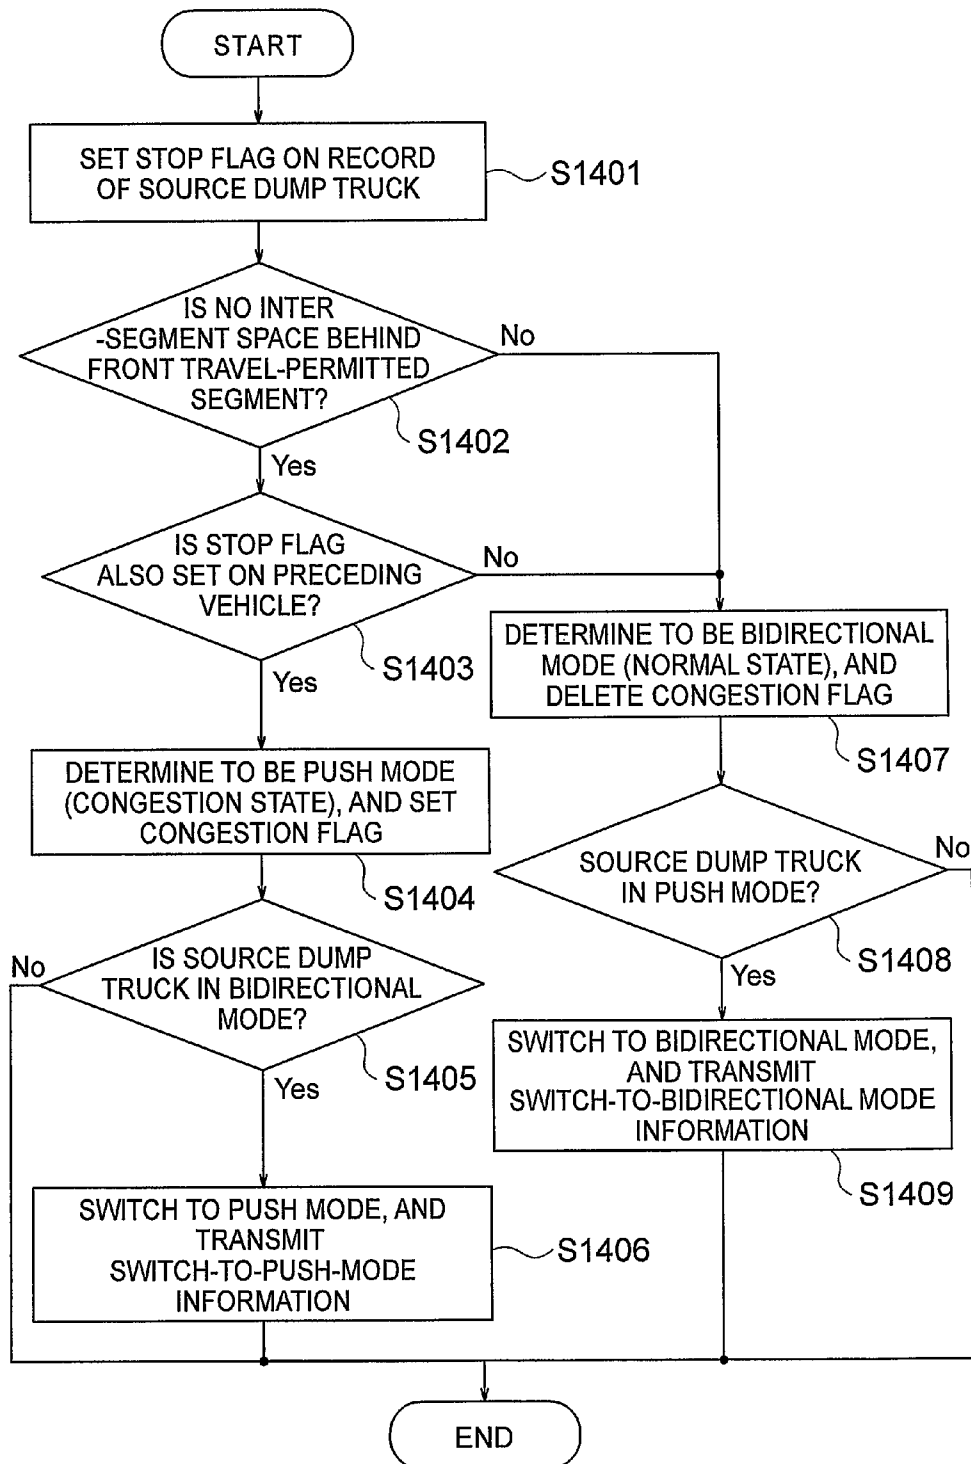 START
SET STOP FLAG ON RECORD
OF SOURCE DUMP TRUCK
S1401
IS NO INTER
-SEGMENT SPACE BEHIND
FRONT TRAVEL-PERMITTED
SEGMENT?
No
S1402
Yes
IS STOP FLAG
ALSO SET ON PRECEDING
VEHICLE?
No
S1403
Yes
DETERMINE TO BE BIDIRECTIONAL
MODE (NORMAL STATE), AND
DELETE CONGESTION FLAG
S1407
DETERMINE TO BE PUSH MODE
(CONGESTION STATE), AND SET
CONGESTION FLAG
S1404
SOURCE DUMP TRUCK
IN PUSH MODE?
No
S1408
Yes
IS SOURCE DUMP
TRUCK IN BIDIRECTIONAL
MODE?
No
S1405
Yes
SWITCH TO BIDIRECTIONAL MODE,
AND TRANSMIT
SWITCH-TO-BIDIRECTIONAL MODE
INFORMATION
S1409
SWITCH TO PUSH MODE, AND
TRANSMIT
SWITCH-TO-PUSH-MODE
INFORMATION
S1406
END